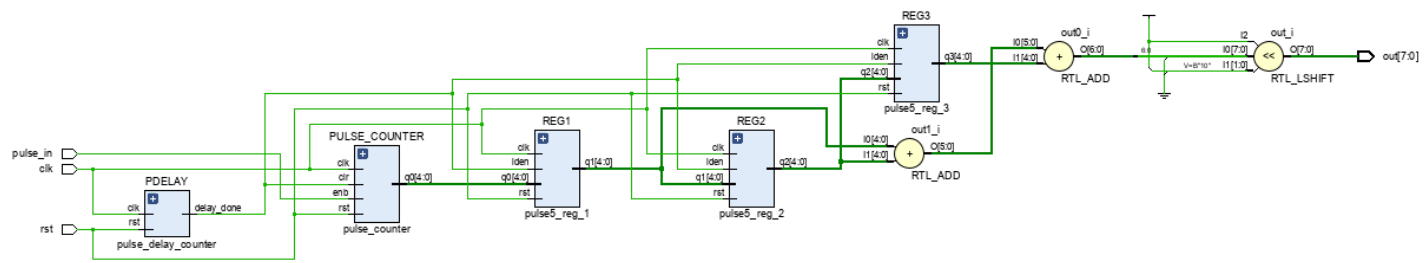 pulse_in
clk
rst
PDELAY
clk
rst
delay_done
pulse_delay_counter
PULSE_COUNTER
clk
clr
enb
rst
q0[4:0]
pulse_counter
REG1
clk
lden
q0[4:0]
rst
q1[4:0]
pulse5_reg_1
REG2
clk
lden
q1[4:0]
rst
q2[4:0]
pulse5_reg_2
REG3
clk
lden
q2[4:0]
rst
q3[4:0]
pulse5_reg_3
out1_i
I0[4:0]
I1[4:0]
+
O[5:0]
RTL_ADD
out0_i
I0[5:0]
I1[4:0]
+
O[6:0]
RTL_ADD
6:0
V=B"10"
out_i
I2
I0[7:0]
I1[1:0]
<<
O[7:0]
RTL_LSHIFT
out[7:0]